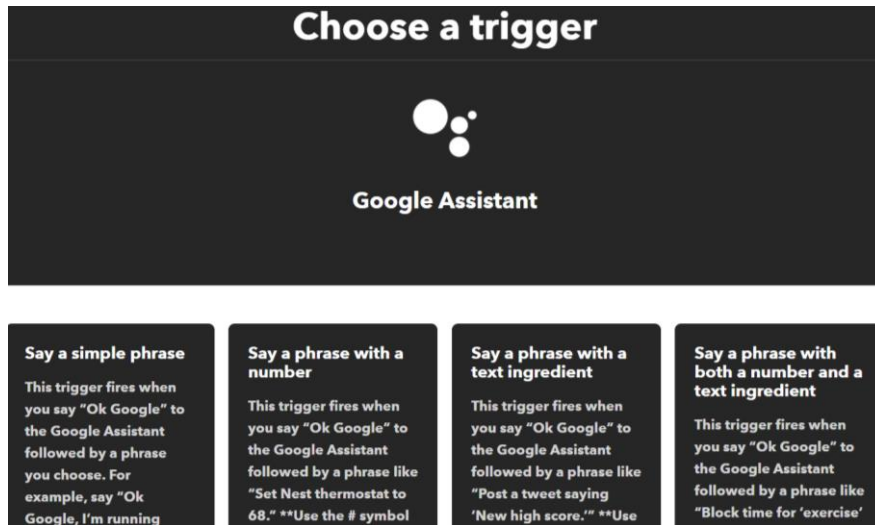 Choose a trigger
Google Assistant
Say a simple phrase
This trigger fires when
you say “Ok Google” to
the Google Assistant
followed by a phrase
you choose. For
example, say “Ok
Google, I’m running
Say a phrase with a
number
This trigger fires when
you say “Ok Google” to
the Google Assistant
followed by a phrase like
“Set Nest thermostat to
68.” **Use the # symbol
Say a phrase with a
text ingredient
This trigger fires when
you say “Ok Google” to
the Google Assistant
followed by a phrase like
“Post a tweet saying
‘New high score.’” **Use
Say a phrase with
both a number and a
text ingredient
This trigger fires when
you say “Ok Google” to
the Google Assistant
followed by a phrase like
“Block time for ‘exercise’